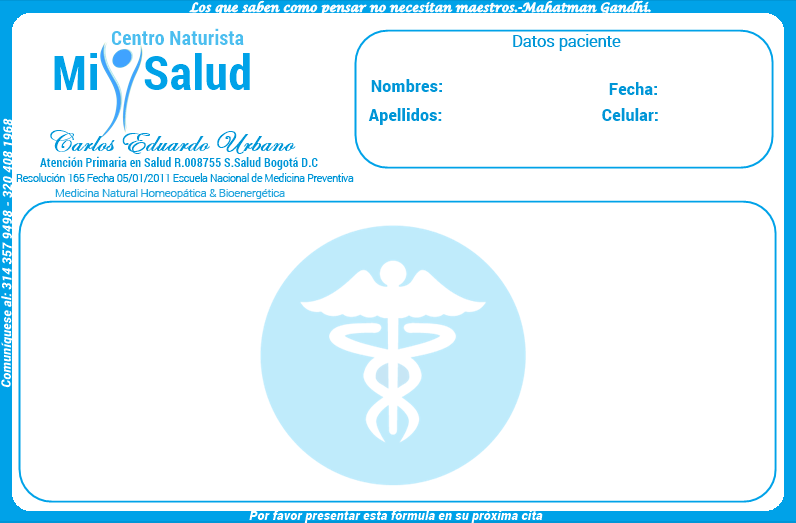 Los que saben como pensar no necesitan maestros.-Mahatman Gandhi.
Centro Naturista
Mi Salud
Carlos Eduardo Urbano
Atención Primaria en Salud R.008755 S.Salud Bogotá D.C
Resolución 165 Fecha 05/01/2011 Escuela Nacional de Medicina Preventiva
Medicina Natural Homeopática & Bioenergética
Datos paciente
Nombres:
Fecha:
Apellidos:
Celular:
Comuníquese al: 314 357 9498 - 320 408 1968
Por favor presentar esta fórmula en su próxima cita